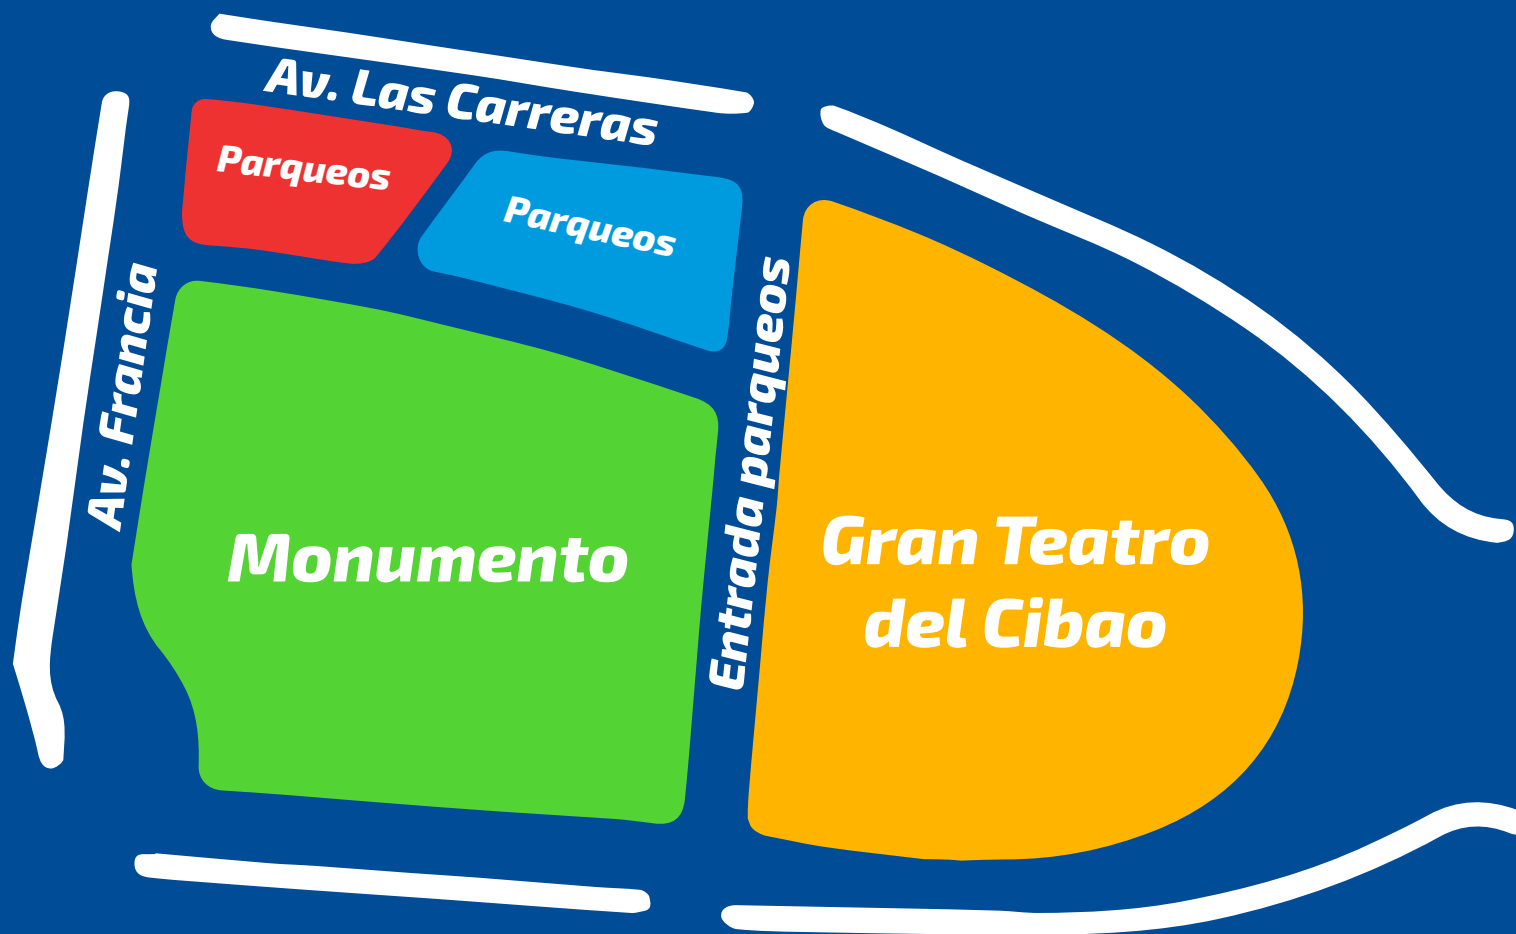 Av. Las Carreras
Parqueos
Parqueos
Av. Francia
Entrada parqueos
Monumento
Gran Teatro
del Cibao